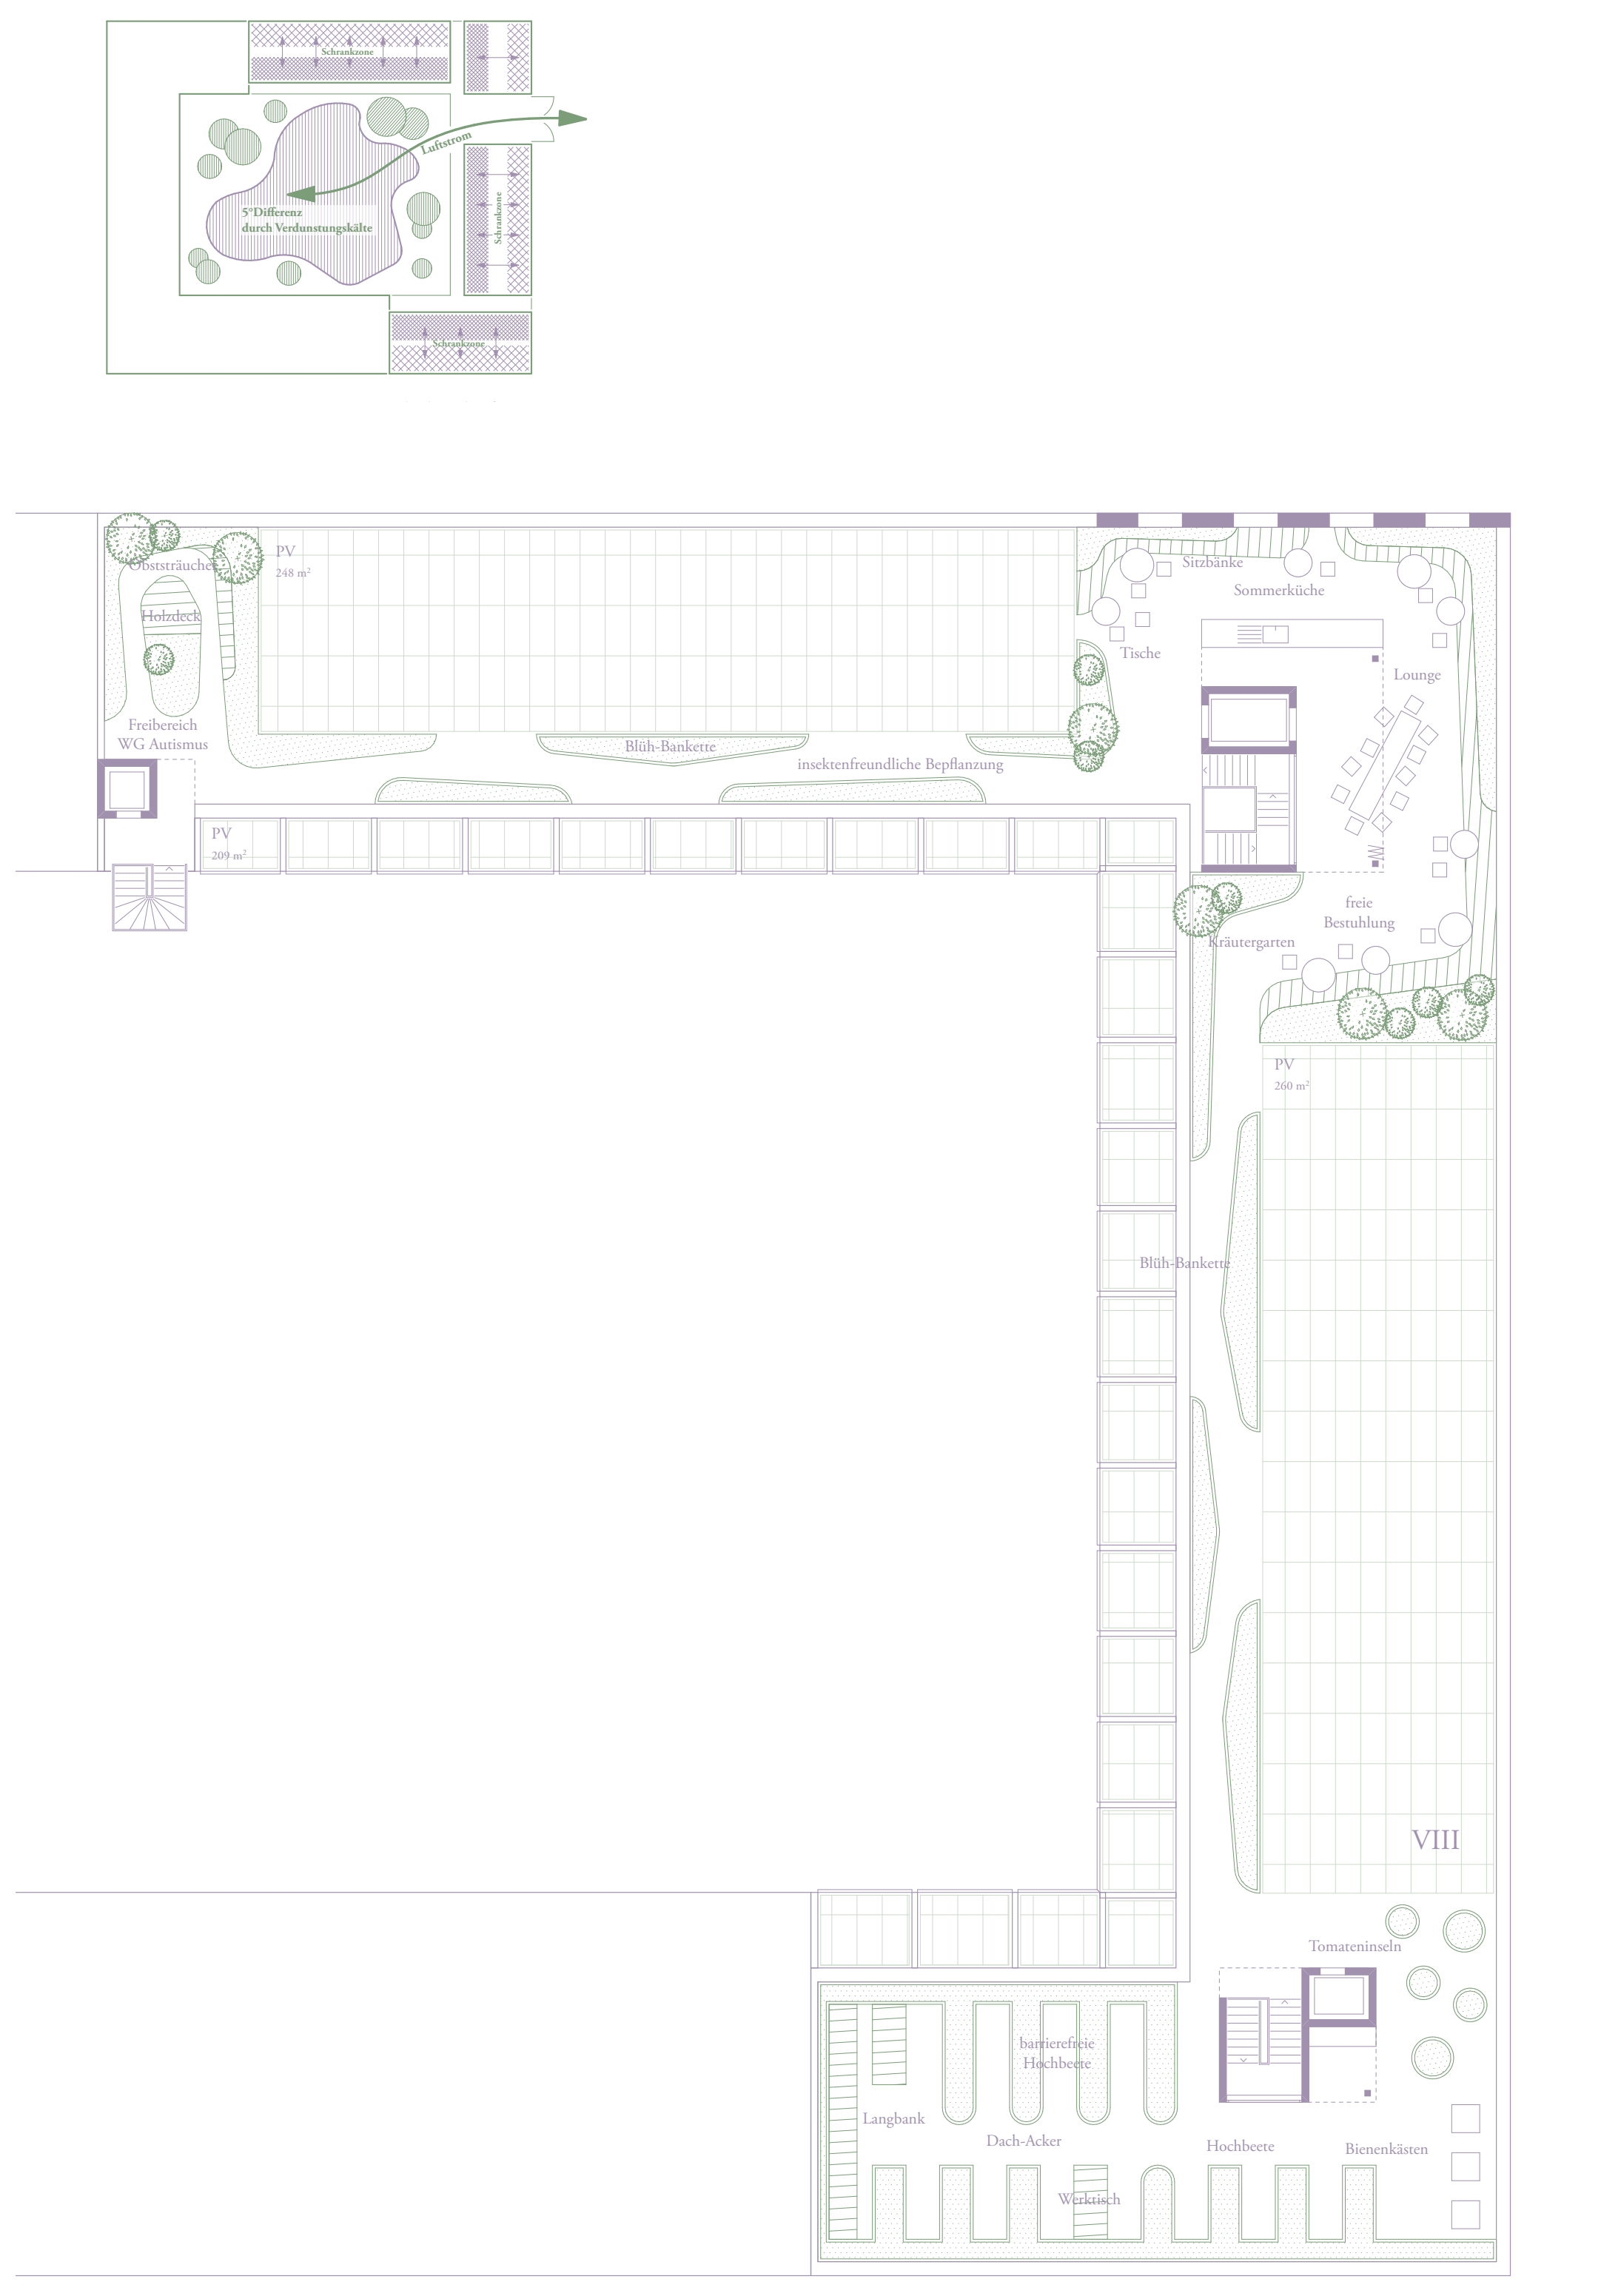 Schrankzone
Luftstrom
5°Differenz
durch Verdunstungskälte
Schrankzone
Schrankzone
Obststräucher
Holzdeck
Freibereich
WG Autismus
PV
248 m²
Blüh-Bankette
insektenfreundliche Bepflanzung
PV
209 m²
Sitzbänke
Sommerküche
Tische
Lounge
freie
Bestuhlung
Kräutergarten
PV
260 m²
Blüh-Bankette
VIII
Tomateninseln
barrierefreie
Hochbeete
Langbank
Dach-Acker
Hochbeete
Bienenkästen
Werktisch